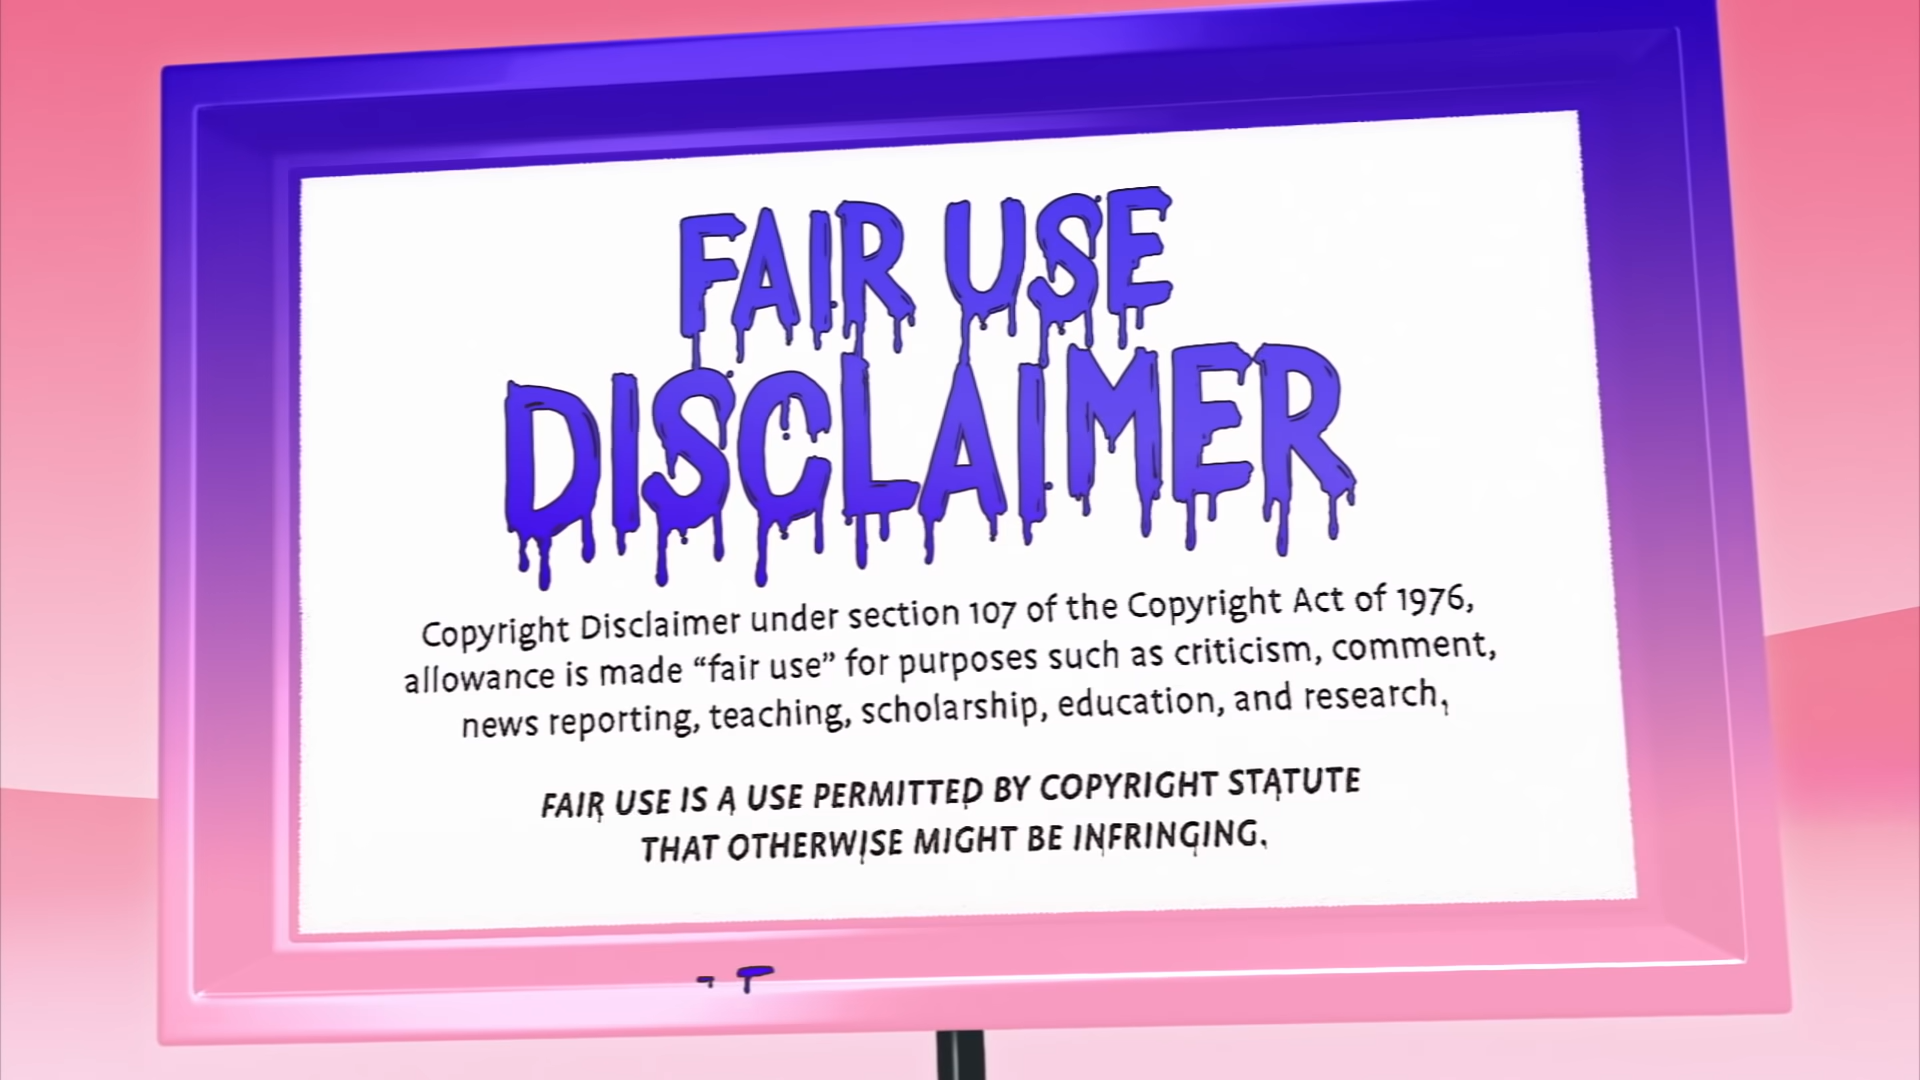 FAIR USE
DISCLAIMER
Copyright Disclaimer under section 107 of the Copyright Act of 1976,
allowance is made “fair use” for purposes such as criticism, comment,
news reporting, teaching, scholarship, education, and research,
FAIR USE IS A USE PERMITTED BY COPYRIGHT STATUTE
THAT OTHERWISE MIGHT BE INFRINGING.